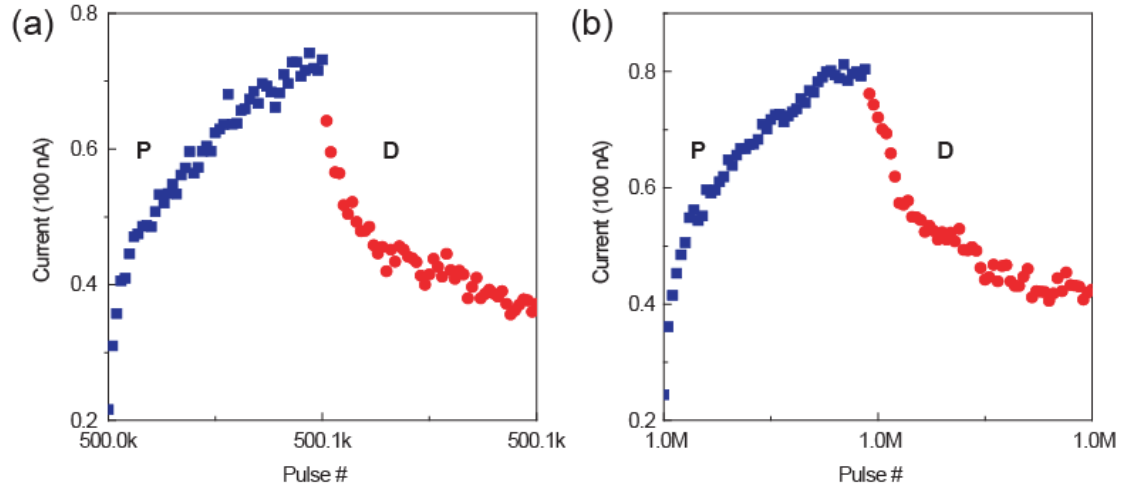 (a)
Current (100 nA)
0.8
0.6
0.4
0.2
P
D
500.0k
500.1k
500.1k
Pulse #
(b)
Current (100 nA)
0.8
0.6
0.4
0.2
P
D
1.0M
1.0M
1.0M
Pulse #